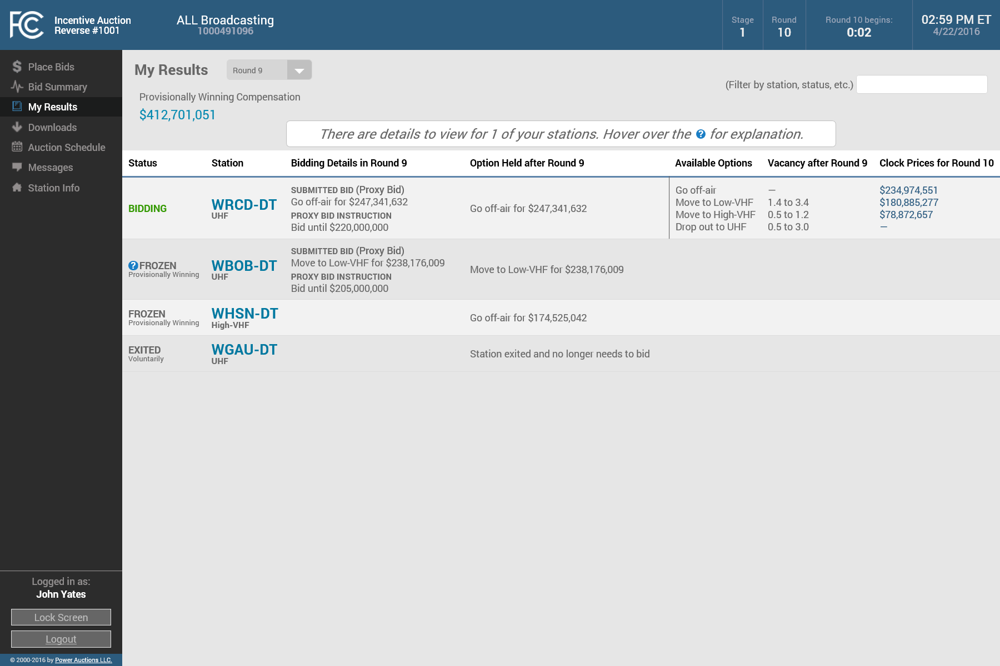 FCC
Incentive Auction
Reverse #1001
ALL Broadcasting
1000491096
Stage
1
Round
10
Round 10 begins:
0:02
02:59 PM ET
4/22/2016
Place Bids
Bid Summary
My Results
Downloads
Auction Schedule
Messages
Station Info
Logged in as:
John Yates
Lock Screen
Logout
© 2000-2016 by Power Auctions LLC.
My Results
Round 9
(Filter by station, status, etc.)
Provisionally Winning Compensation
$412,701,051
There are details to view for 1 of your stations. Hover over the ? for explanation.
Status Station Bidding Details in Round 9 Option Held after Round 9 Available Options Vacancy after Round 9 Clock Prices for Round 10
BIDDING
WRCD-DT
UHF
SUBMITTED BID (Proxy Bid)
Go off-air for $247,341,632
PROXY BID INSTRUCTION
Bid until $220,000,000
Go off-air for $247,341,632
Go off-air — $234,974,551
Move to Low-VHF 1.4 to 3.4 $180,885,277
Move to High-VHF 0.5 to 1.2 $78,872,657
Drop out to UHF 0.5 to 3.0 —
? FROZEN
Provisionally Winning
WBOB-DT
UHF
SUBMITTED BID (Proxy Bid)
Move to Low-VHF for $238,176,009
PROXY BID INSTRUCTION
Bid until $205,000,000
Move to Low-VHF for $238,176,009
FROZEN
Provisionally Winning
WHSN-DT
High-VHF
Go off-air for $174,525,042
EXITED
Voluntarily
WGAU-DT
UHF
Station exited and no longer needs to bid